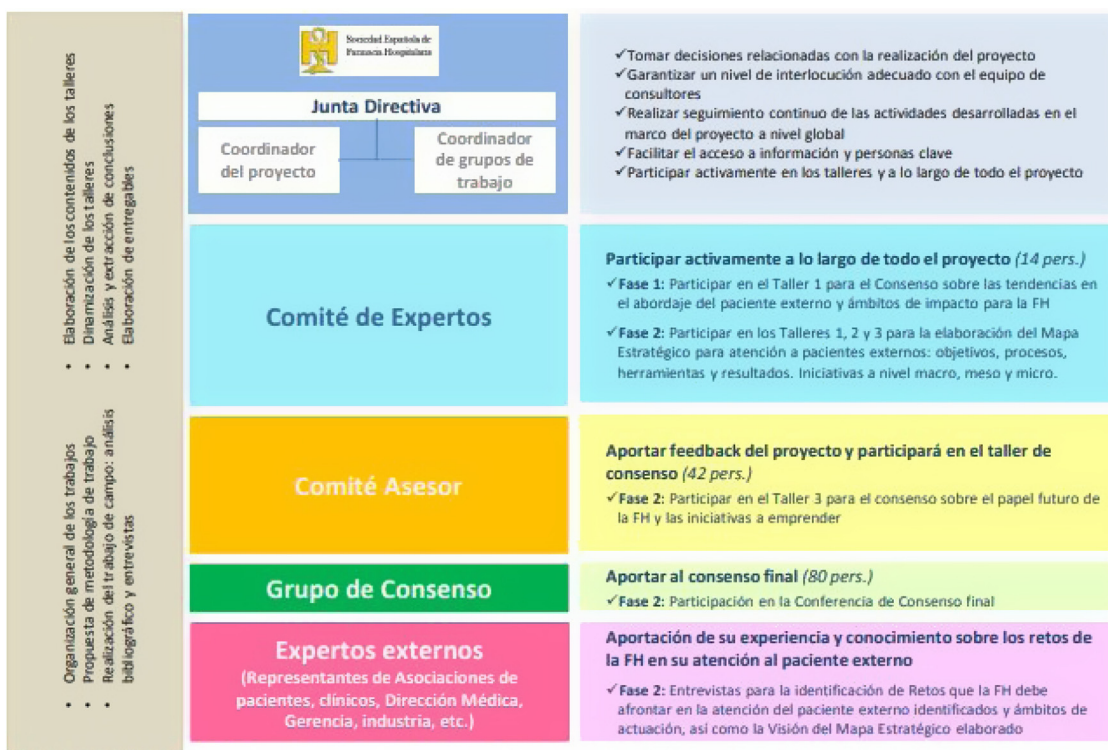 Elaboración de los contenidos de los talleres
Dinamización de los talleres
Análisis y extracción de conclusiones
Elaboración de entregables
Organización general de los trabajos
Propuesta de metodología de trabajo
Realización del trabajo de campo: análisis
bibliográfico y entrevistas
Sociedad Española de
Farmacia Hospitalaria
Junta Directiva
Coordinador
del proyecto
Coordinador
de grupos de
trabajo
✓Tomar decisiones relacionadas con la realización del proyecto
✓Garantizar un nivel de interlocución adecuado con el equipo de
consultores
✓Realizar seguimiento continuo de las actividades desarrolladas en el
marco del proyecto a nivel global
✓Facilitar el acceso a información y personas clave
✓Participar activamente en los talleres y a lo largo de todo el proyecto
Comité de Expertos
Participar activamente a lo largo de todo el proyecto (14 pers.)
✓Fase 1: Participar en el Taller 1 para el Consenso sobre las tendencias en
el abordaje del paciente externo y ámbitos de impacto para la FH
✓Fase 2: Participar en los Talleres 1, 2 y 3 para la elaboración del Mapa
Estratégico para atención a pacientes externos: objetivos, procesos,
herramientas y resultados. Iniciativas a nivel macro, meso y micro.
Comité Asesor
Aportar feedback del proyecto y participará en el taller de
consenso (42 pers.)
✓Fase 2: Participar en el Taller 3 para el consenso sobre el papel futuro de
la FH y las iniciativas a emprender
Grupo de Consenso
Aportar al consenso final (80 pers.)
✓Fase 2: Participación en la Conferencia de Consenso final
Expertos externos
(Representantes de Asociaciones de
pacientes, clínicos, Dirección Médica,
Gerencia, industria, etc.)
Aportación de su experiencia y conocimiento sobre los retos de
la FH en su atención al paciente externo
✓Fase 2: Entrevistas para la identificación de Retos que la FH debe
afrontar en la atención del paciente externo identificados y ámbitos de
actuación, así como la Visión del Mapa Estratégico elaborado